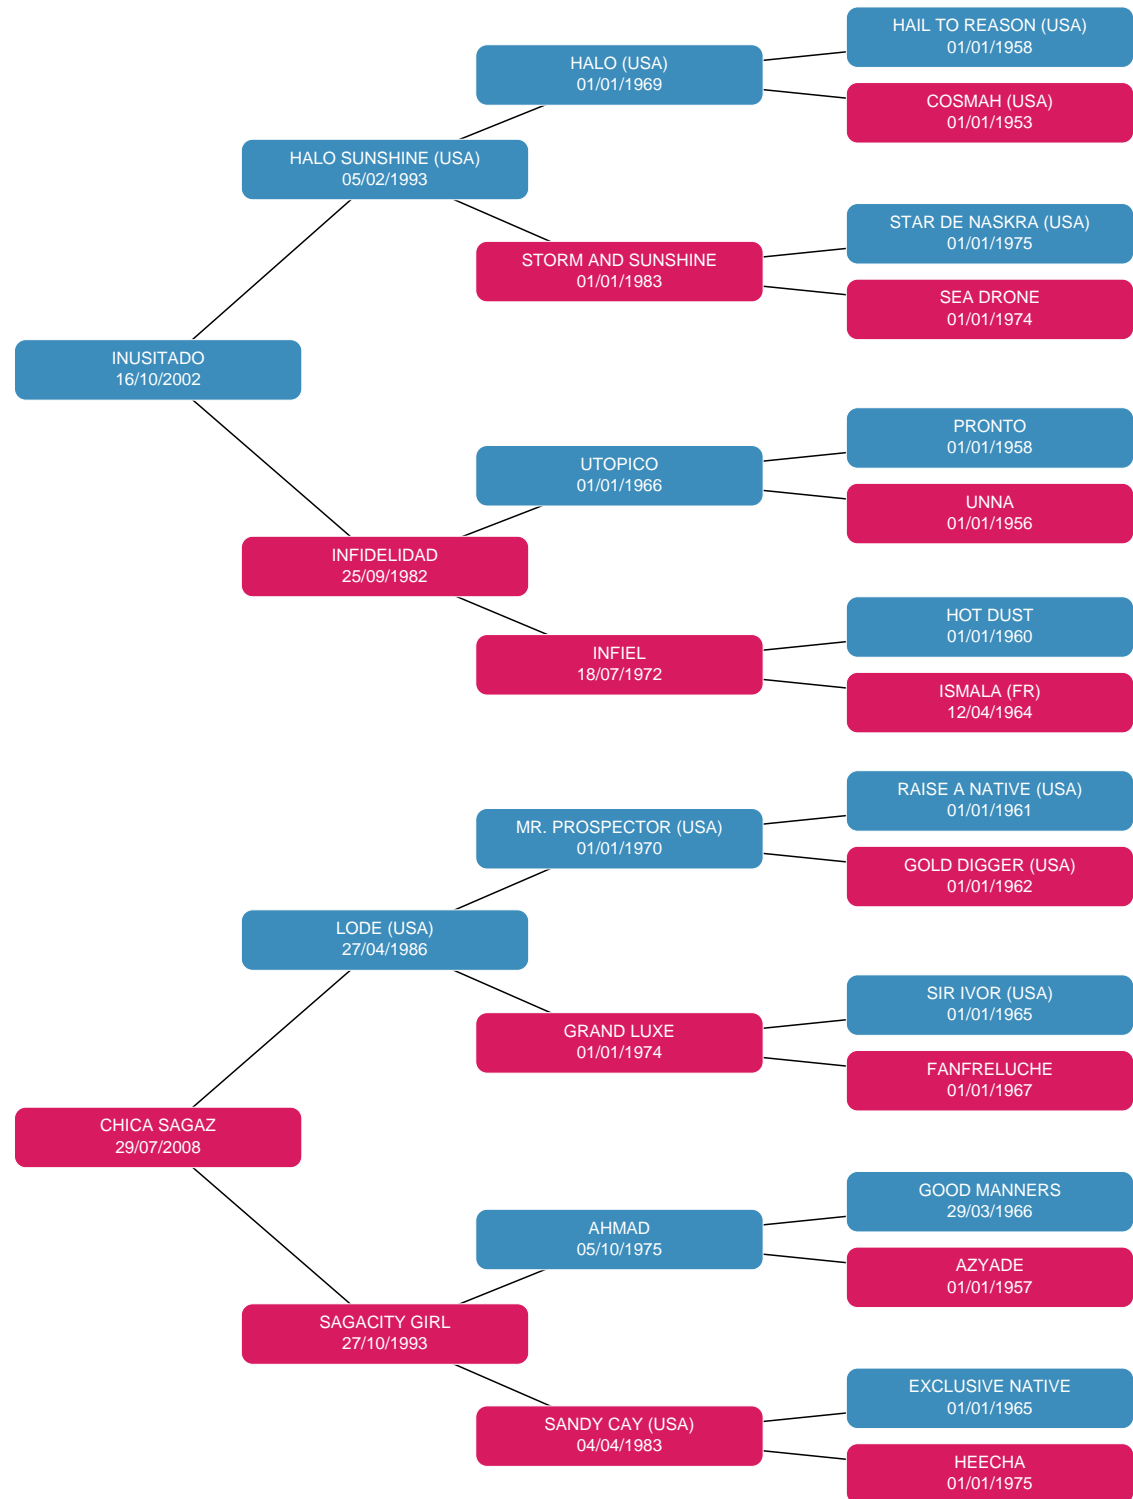 HAIL TO REASON (USA)
01/01/1958
HALO (USA)
01/01/1969
COSMAH (USA)
01/01/1953
HALO SUNSHINE (USA)
05/02/1993
STAR DE NASKRA (USA)
01/01/1975
STORM AND SUNSHINE
01/01/1983
SEA DRONE
01/01/1974
INUSITADO
16/10/2002
PRONTO
01/01/1958
UTOPICO
01/01/1966
UNNA
01/01/1956
INFIDELIDAD
25/09/1982
HOT DUST
01/01/1960
INFIEL
18/07/1972
ISMALA (FR)
12/04/1964
RAISE A NATIVE (USA)
01/01/1961
MR. PROSPECTOR (USA)
01/01/1970
GOLD DIGGER (USA)
01/01/1962
LODE (USA)
27/04/1986
SIR IVOR (USA)
01/01/1965
GRAND LUXE
01/01/1974
FANFRELUCHE
01/01/1967
CHICA SAGAZ
29/07/2008
GOOD MANNERS
29/03/1966
AHMAD
05/10/1975
AZYADE
01/01/1957
SAGACITY GIRL
27/10/1993
EXCLUSIVE NATIVE
01/01/1965
SANDY CAY (USA)
04/04/1983
HEECHA
01/01/1975